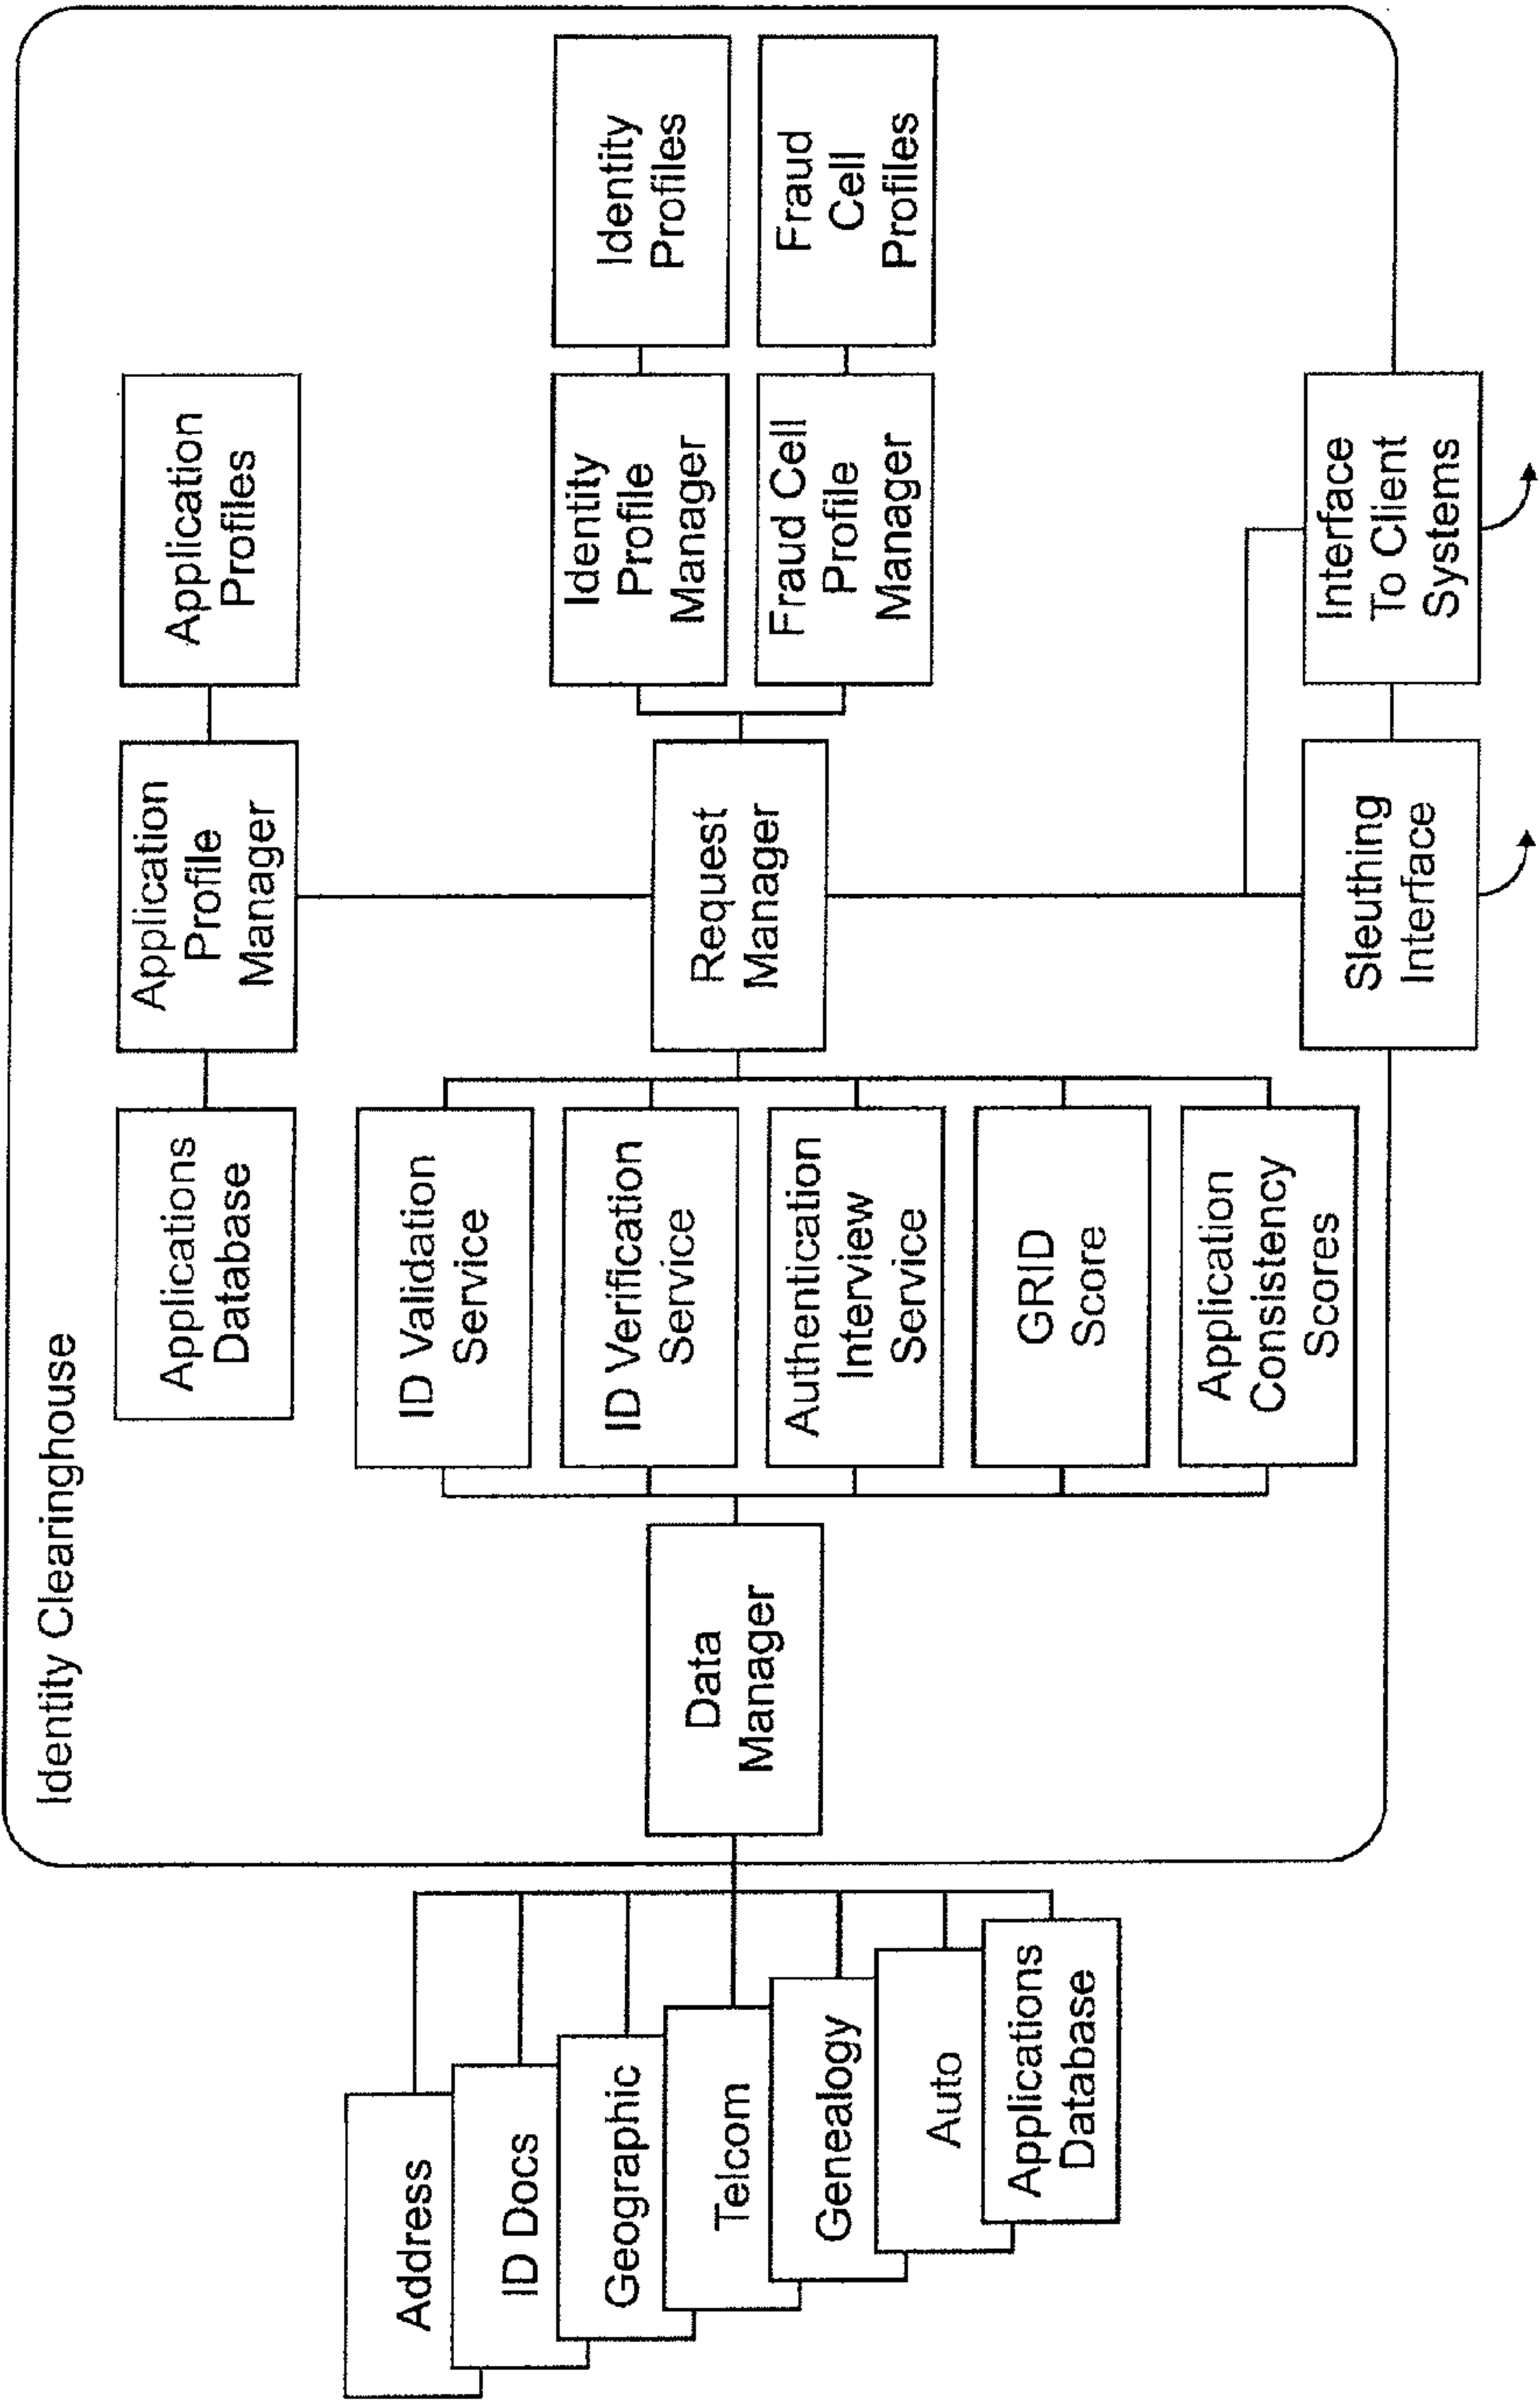 Identity Clearinghouse
Address
ID Docs
Geographic
Telcom
Genealogy
Auto
Applications
Database
Data
Manager
Applications
Database
ID Validation
Service
ID Verification
Service
Authentication
Interview
Service
GRID
Score
Application
Consistency
Scores
Application
Profile
Manager
Request
Manager
Sleuthing
Interface
Application
Profiles
Identity
Profile
Manager
Fraud Cell
Profile
Manager
Interface
To Client
Systems
Identity
Profiles
Fraud
Cell
Profiles